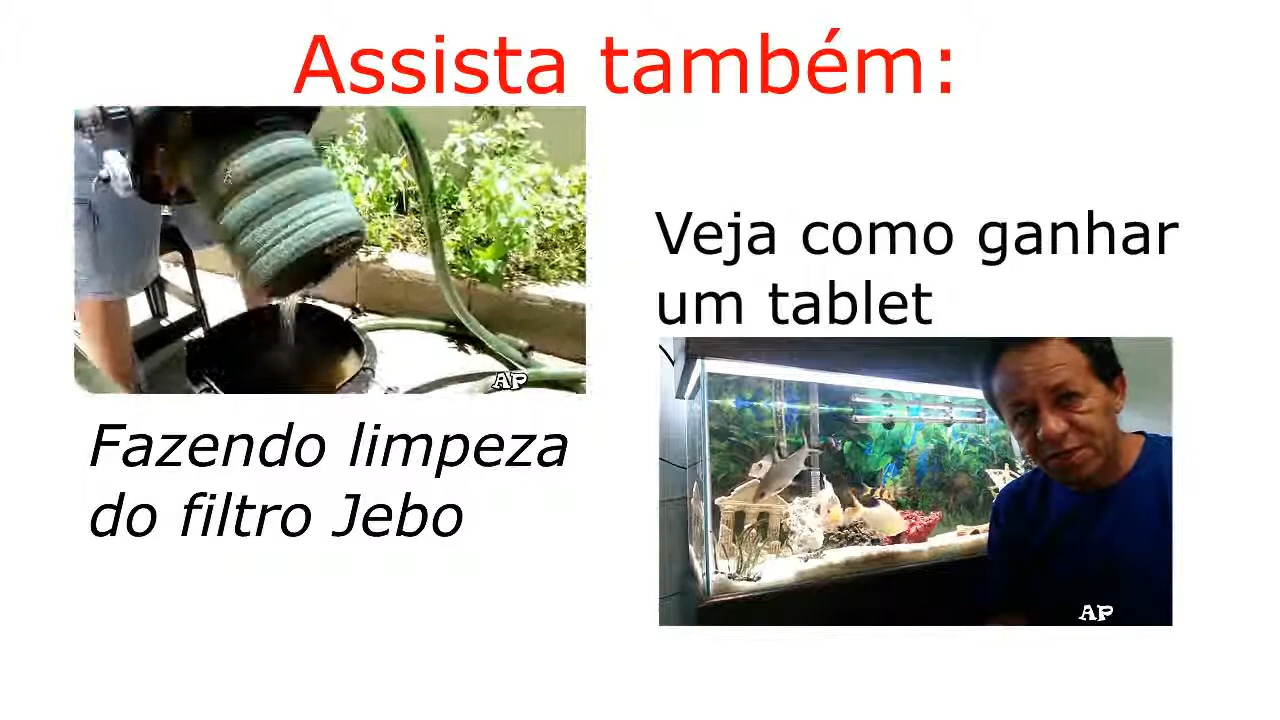 Assista também:
AP
Fazendo limpeza
do filtro Jebo
Veja como ganhar
um tablet
AP